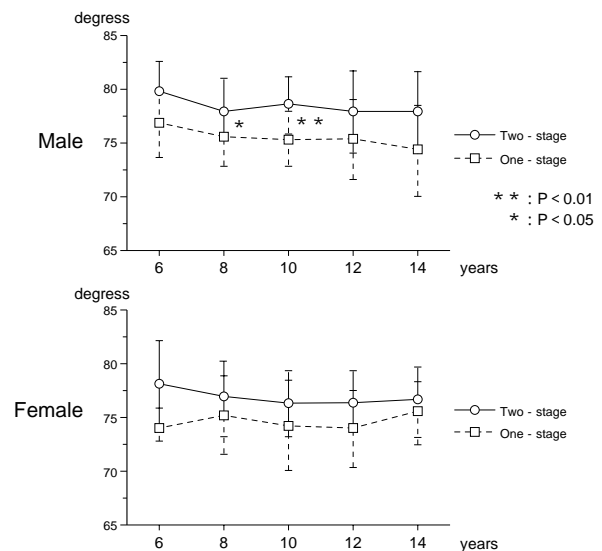 degress
85
80
75
70
65
Male
*
* *
Two - stage
One - stage
* * : P < 0.01
* : P < 0.05
6 8 10 12 14 years
degress
85
80
75
70
65
Female
Two - stage
One - stage
6 8 10 12 14 years